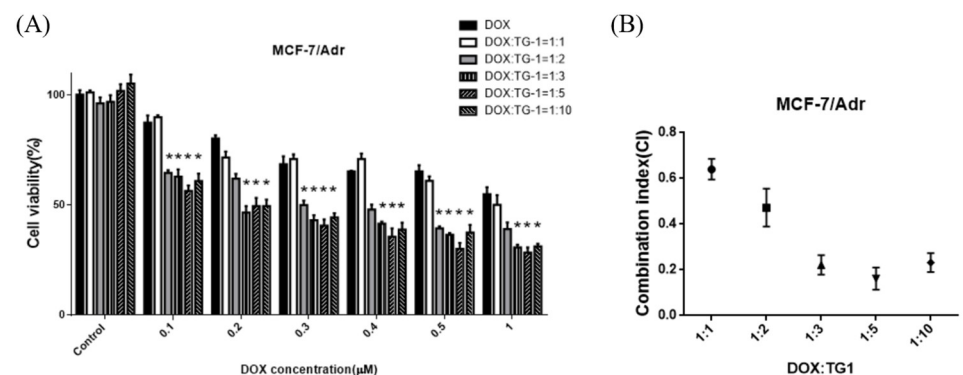 (A)
MCF-7/Adr
DOX
DOX:TG-1=1:1
DOX:TG-1=1:2
DOX:TG-1=1:3
DOX:TG-1=1:5
DOX:TG-1=1:10
Cell viability(%)
100
50
0
****
***
****
***
****
***
Control
0.1
0.2
0.3
0.4
0.5
1
DOX concentration(μM)
(B)
MCF-7/Adr
Combination index(CI)
0.8
0.6
0.4
0.2
0.0
1:1
1:2
1:3
1:5
1:10
DOX:TG1